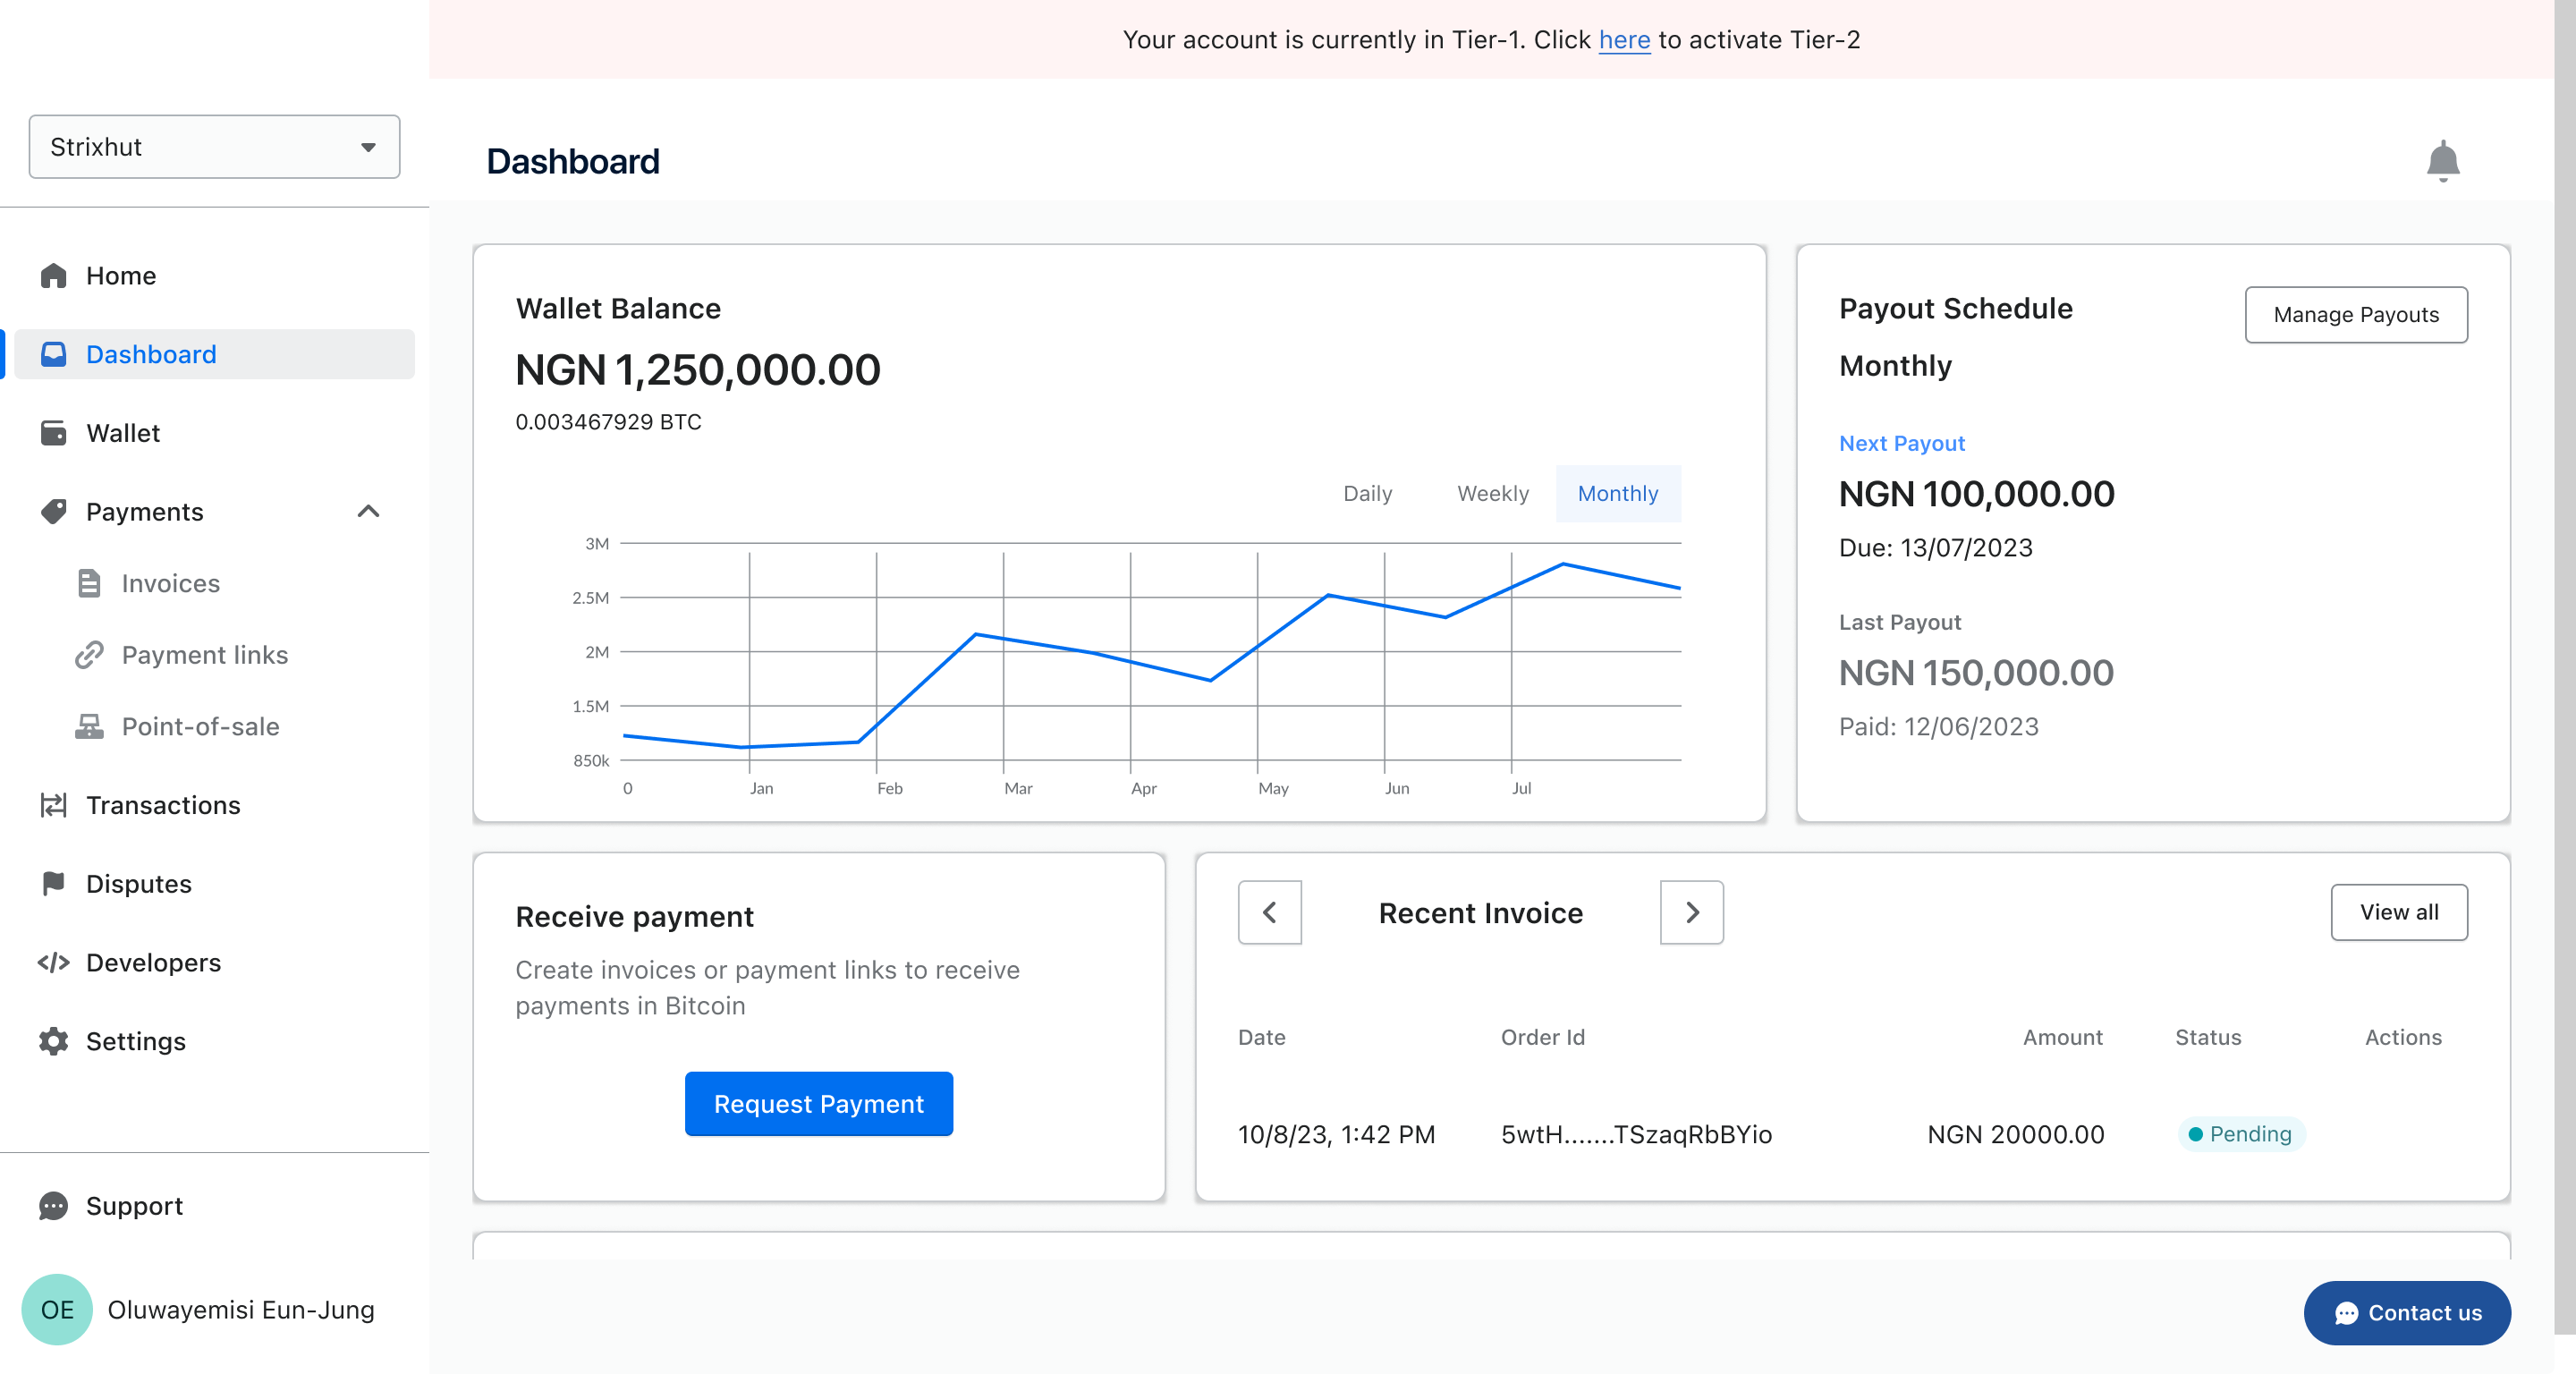 Your account is currently in Tier-1. Click here to activate Tier-2
Strixhut
Home
Dashboard
Wallet
Payments
Invoices
Payment links
Point-of-sale
Transactions
Disputes
Developers
Settings
Support
OE
Oluwayemisi Eun-Jung
Dashboard
Wallet Balance
NGN 1,250,000.00
0.003467929 BTC
Daily Weekly Monthly
3M
2.5M
2M
1.5M
850k
0 Jan Feb Mar Apr May Jun Jul
Payout Schedule
Manage Payouts
Monthly
Next Payout
NGN 100,000.00
Due: 13/07/2023
Last Payout
NGN 150,000.00
Paid: 12/06/2023
Receive payment
Create invoices or payment links to receive
payments in Bitcoin
Request Payment
Recent Invoice
View all
Date Order Id Amount Status Actions
10/8/23, 1:42 PM 5wtH.......TSzaqRbBYio NGN 20000.00 Pending
Contact us